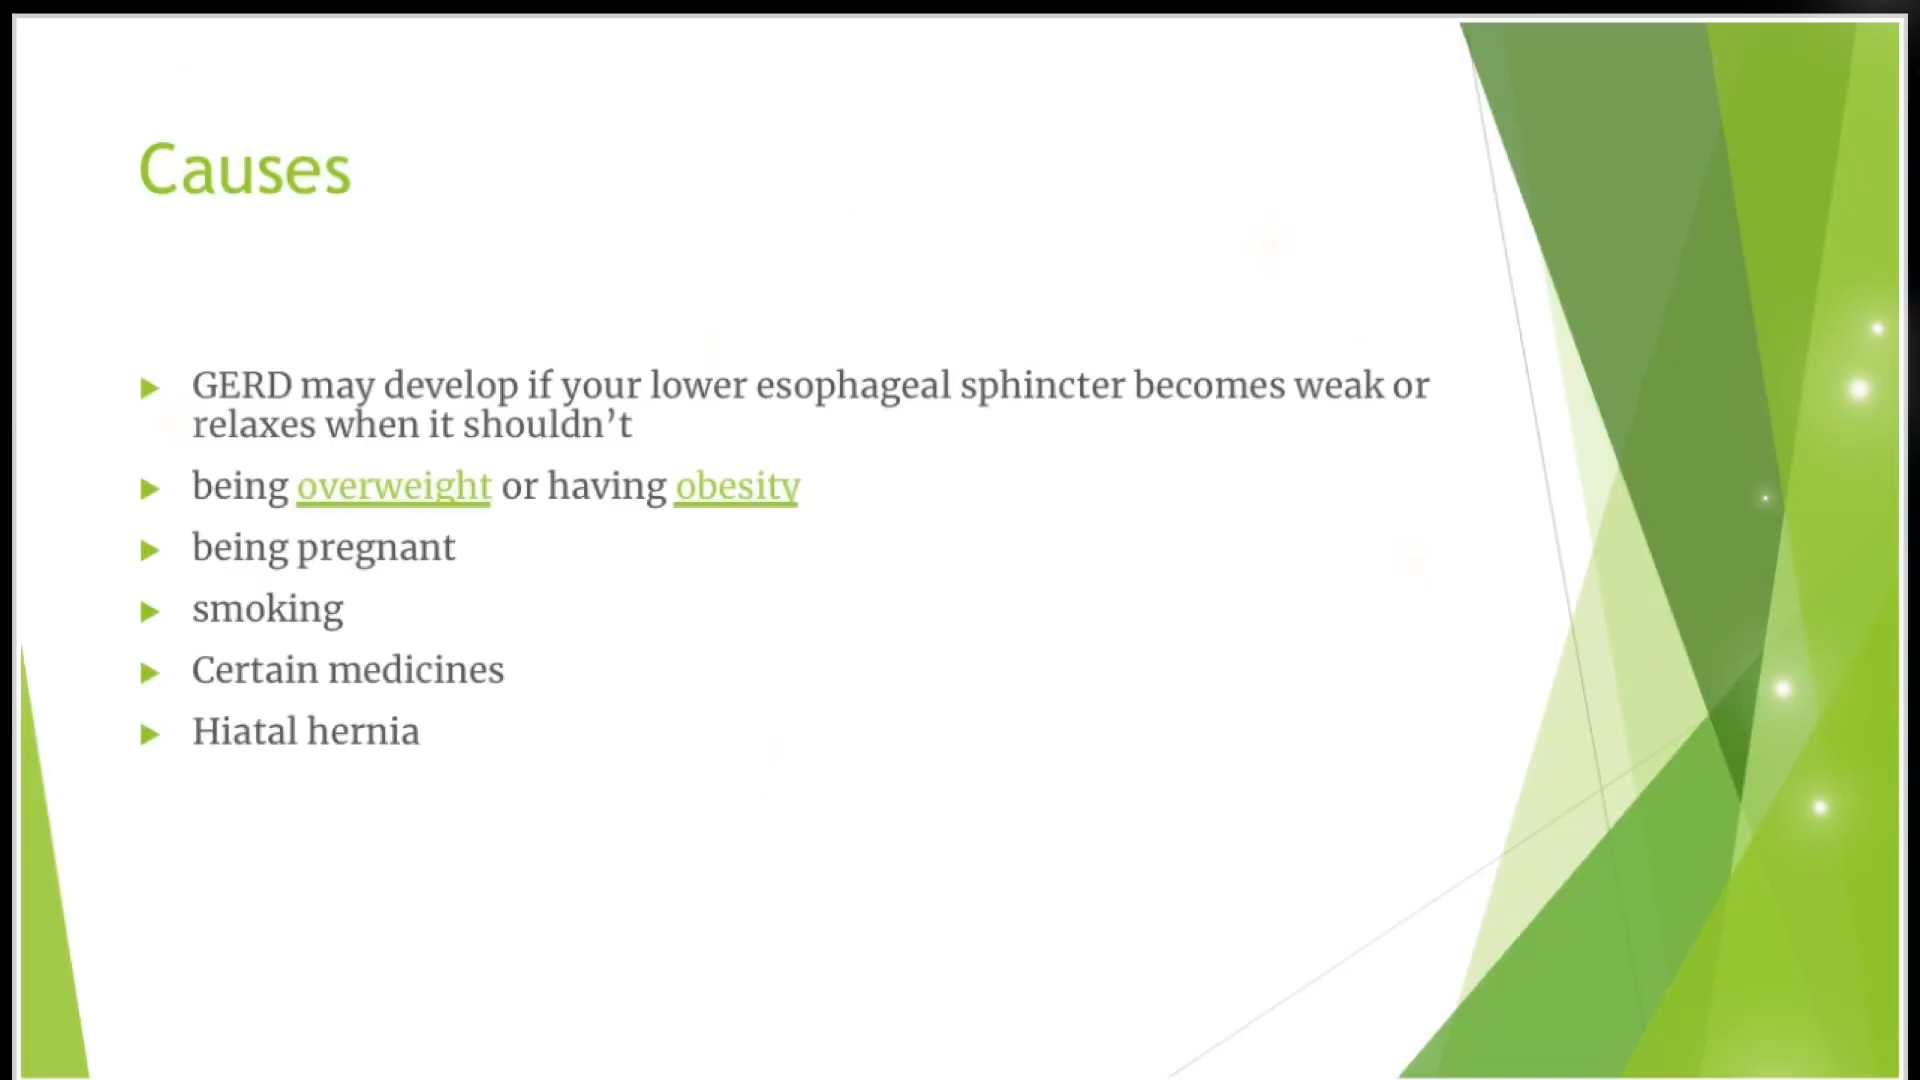 Causes
GERD may develop if your lower esophageal sphincter becomes weak or
relaxes when it shouldn’t
being overweight or having obesity
being pregnant
smoking
Certain medicines
Hiatal hernia